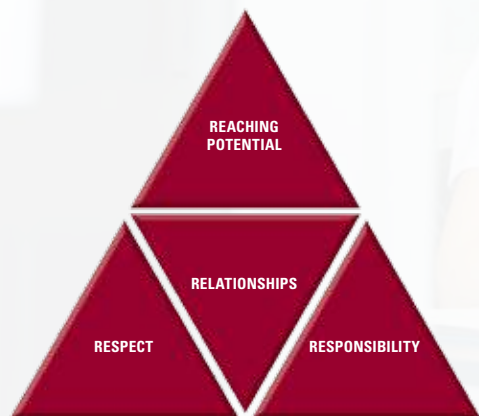 REACHING
POTENTIAL
RELATIONSHIPS
RESPECT
RESPONSIBILITY